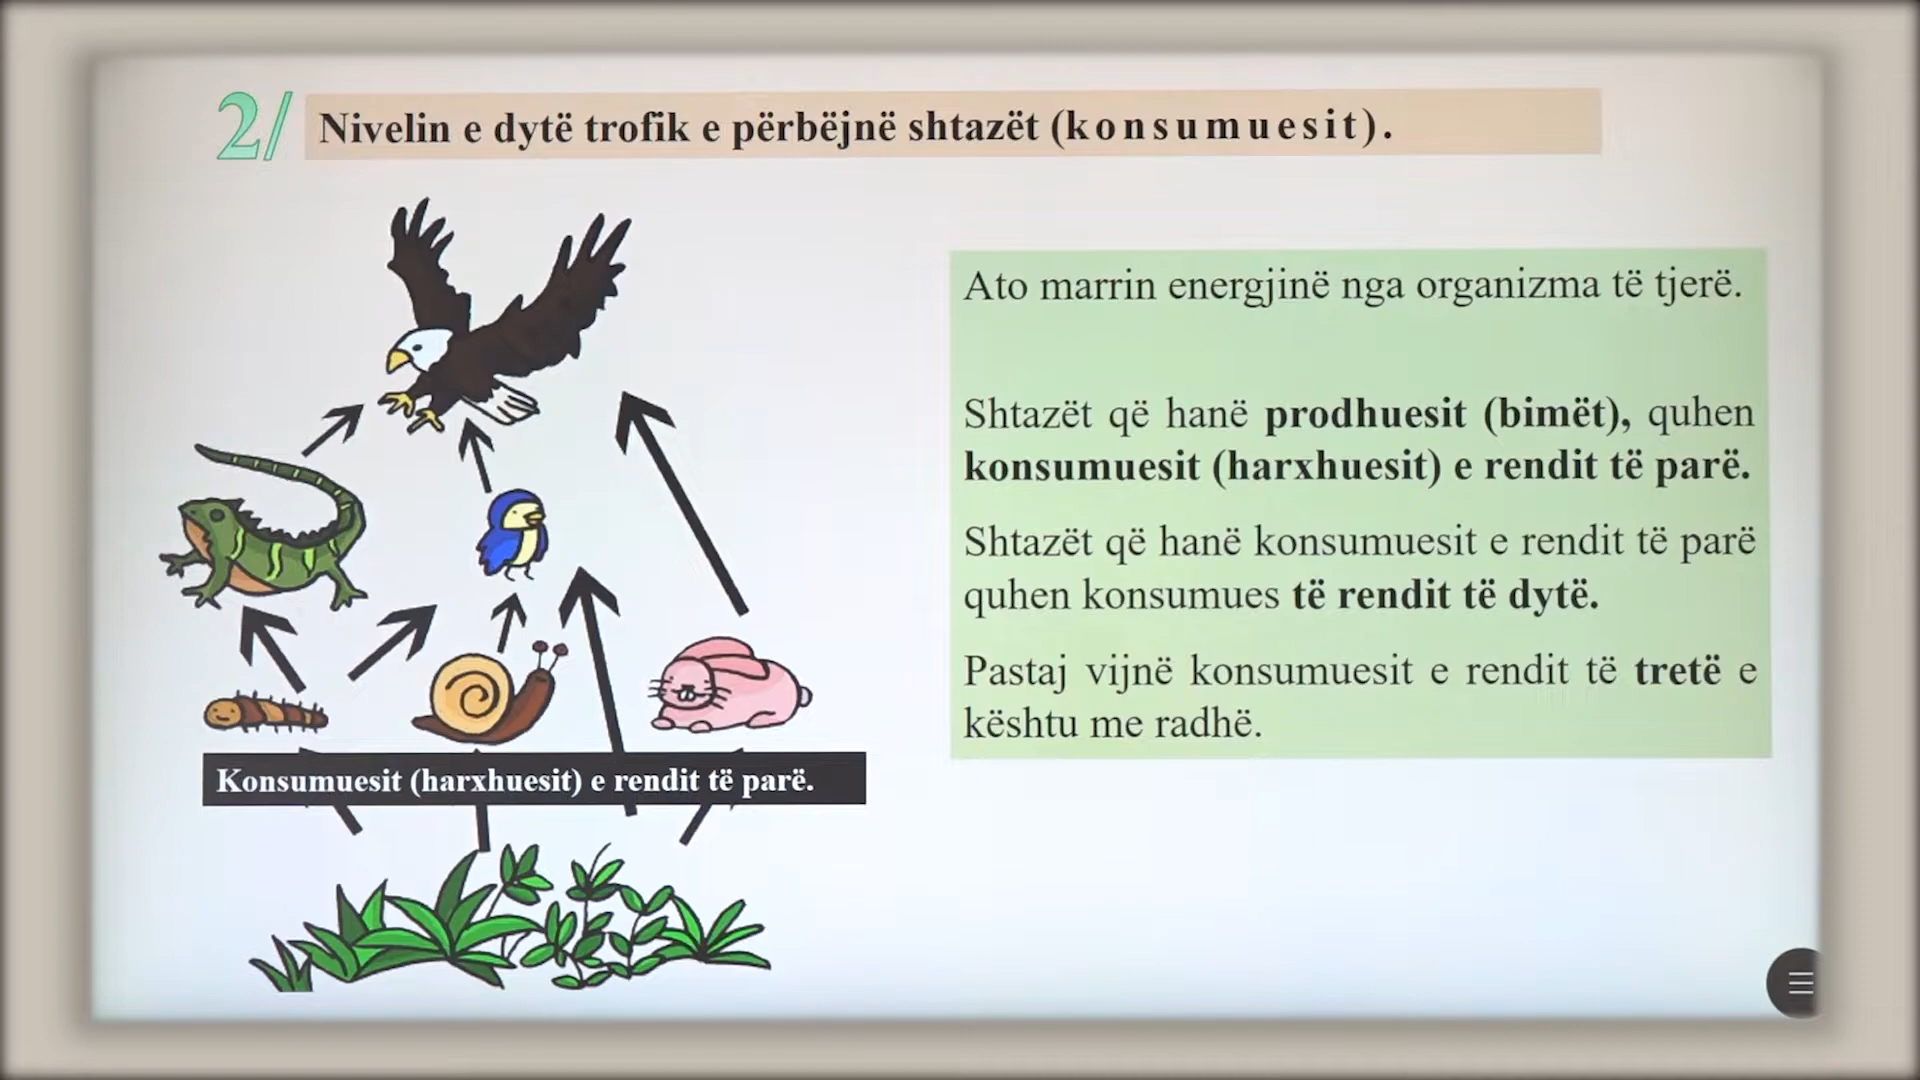 2/ Nivelin e dytë trofik e përbëjnë shtazët (konsumuesit).
Ato marrin energjinë nga organizma të tjerë.
Shtazët që hanë prodhuesit (bimët), quhen
konsumuesit (harxhuesit) e rendit të parë.
Shtazët që hanë konsumuesit e rendit të parë
quhen konsumues të rendit të dytë.
Pastaj vijnë konsumuesit e rendit të tretë e
kështu me radhë.
Konsumuesit (harxhuesit) e rendit të parë.